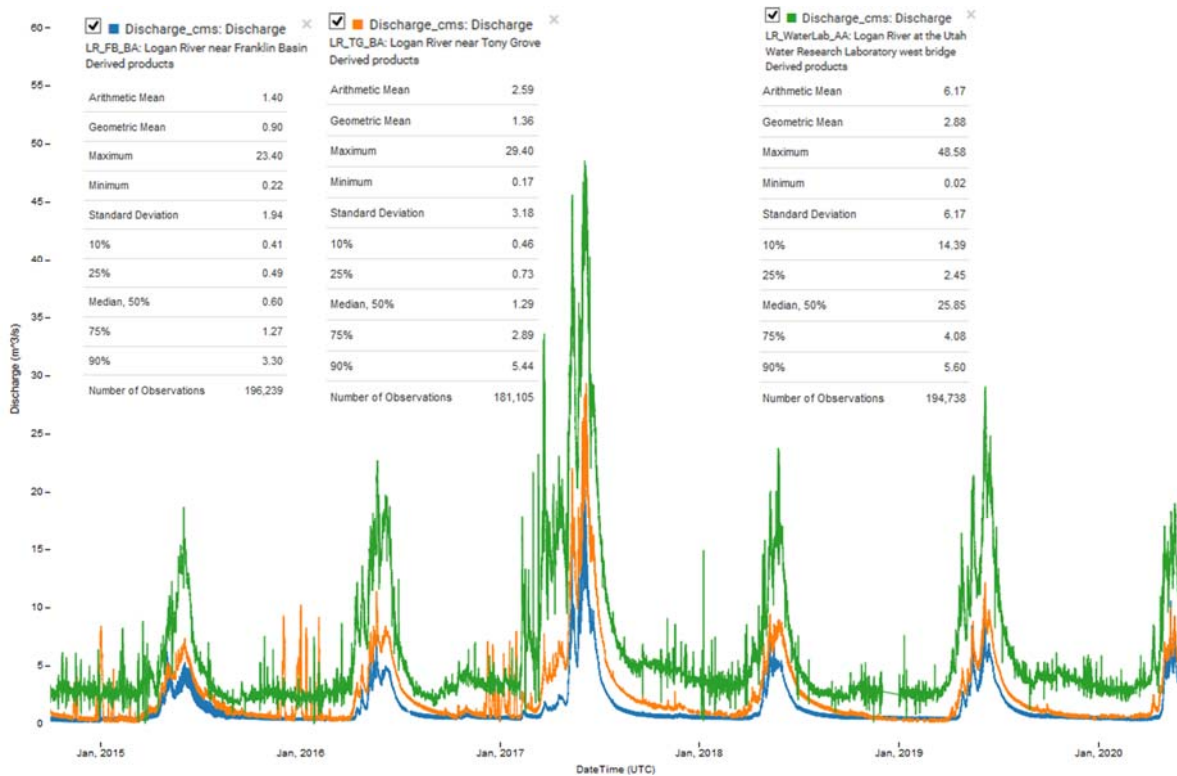 Discharge_cms: Discharge
LR_FB_BA: Logan River near Franklin Basin
Derived products
Arithmetic Mean 1.40
Geometric Mean 0.90
Maximum 23.40
Minimum 0.22
Standard Deviation 1.94
10% 0.41
25% 0.49
Median, 50% 0.60
75% 1.27
90% 3.30
Number of Observations 196,239
Discharge_cms: Discharge
LR_TG_BA: Logan River near Tony Grove
Derived products
Arithmetic Mean 2.59
Geometric Mean 1.36
Maximum 29.40
Minimum 0.17
Standard Deviation 3.18
10% 0.46
25% 0.73
Median, 50% 1.29
75% 2.89
90% 5.44
Number of Observations 181,105
Discharge_cms: Discharge
LR_WaterLab_AA: Logan River at the Utah
Water Research Laboratory west bridge
Derived products
Arithmetic Mean 6.17
Geometric Mean 2.88
Maximum 48.58
Minimum 0.02
Standard Deviation 6.17
10% 14.39
25% 2.45
Median, 50% 25.85
75% 4.08
90% 5.60
Number of Observations 194,738
Discharge (m^3/s)
60
55
50
45
40
35
30
25
20
15
10
5
0
Jan, 2015 Jan, 2016 Jan, 2017 Jan, 2018 Jan, 2019 Jan, 2020
DateTime (UTC)